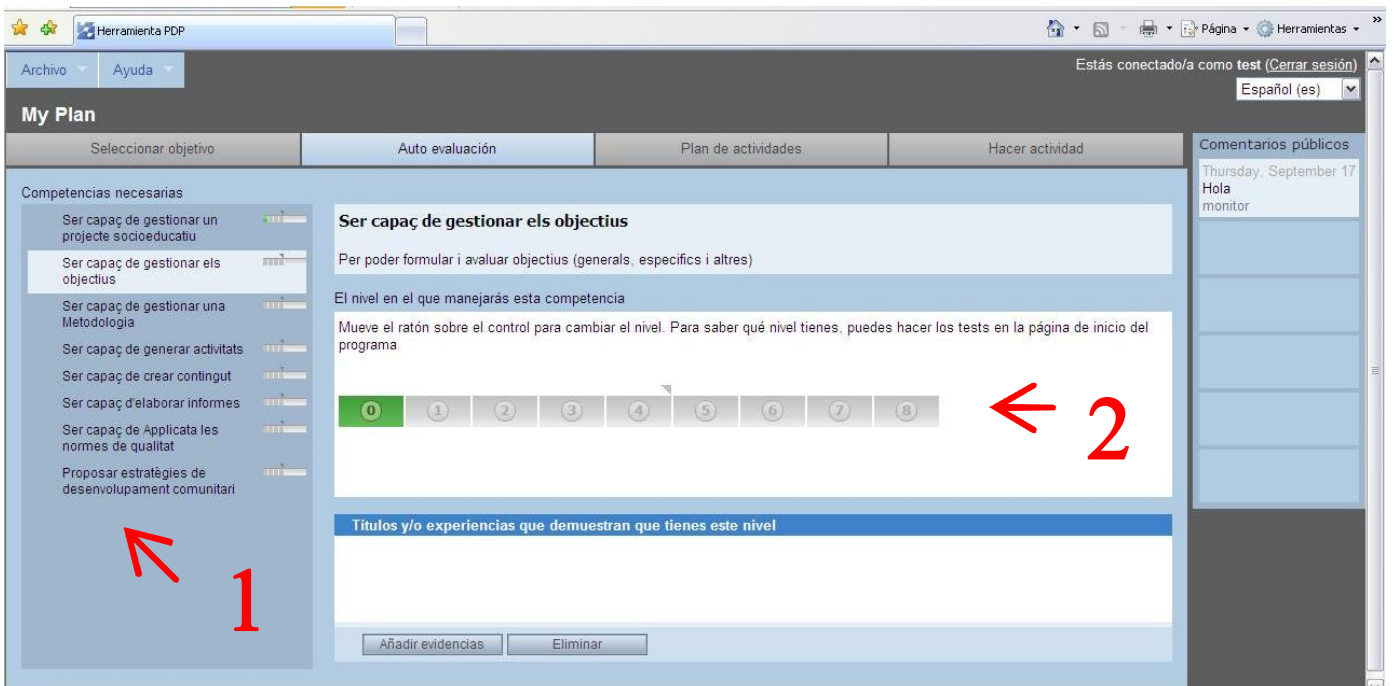 Herramienta PDP
Página
Herramientas
»
Archivo
Ayuda
Estás conectado/a como test (Cerrar sesión)
Español (es)
My Plan
Seleccionar objetivo
Auto evaluación
Plan de actividades
Hacer actividad
Competencias necesarias
Ser capaç de gestionar un
projecte socioeducatiu
Ser capaç de gestionar els
objectius
Ser capaç de gestionar una
Metodologia
Ser capaç de generar activitats
Ser capaç de crear contingut
Ser capaç d'elaborar informes
Ser capaç de Applicata les
normes de qualitat
Proposar estratègies de
desenvolupament comunitari
1
Ser capaç de gestionar els objectius
Per poder formular i avaluar objectius (generals, especifics i altres)
El nivel en el que manejarás esta competencia
Mueve el ratón sobre el control para cambiar el nivel. Para saber qué nivel tienes, puedes hacer los tests en la página de inicio del
programa
0 1 2 3 4 5 6 7 8
2
Títulos y/o experiencias que demuestran que tienes este nivel
Añadir evidencias
Eliminar
Comentarios públicos
Thursday, September 17
Hola
monitor